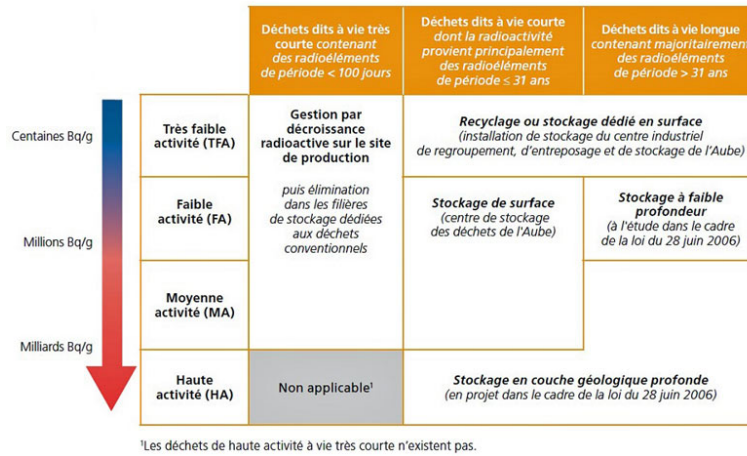 Déchets dits à vie très
courte contenant
des radioéléments
de période < 100 jours
Déchets dits à vie courte
dont la radioactivité
provient principalement
des radioéléments
de période ≤ 31 ans
Déchets dits à vie longue
contenant majoritairement
des radioéléments
de période > 31 ans
Centaines Bq/g
Millions Bq/g
Milliards Bq/g
Très faible
activité (TFA)
Gestion par
décroissance
radioactive sur le site
de production
puis élimination
dans les filières
de stockage dédiées
aux déchets
conventionnels
Recyclage ou stockage dédié en surface
(installation de stockage du centre industriel
de regroupement, d'entreposage et de stockage de l'Aube)
Faible
activité (FA)
Stockage de surface
(centre de stockage
des déchets de l'Aube)
Stockage à faible
profondeur
(à l'étude dans le cadre
de la loi du 28 juin 2006)
Moyenne
activité (MA)
Haute
activité (HA)
Non applicable¹
Stockage en couche géologique profonde
(en projet dans le cadre de la loi du 28 juin 2006)
¹Les déchets de haute activité à vie très courte n'existent pas.